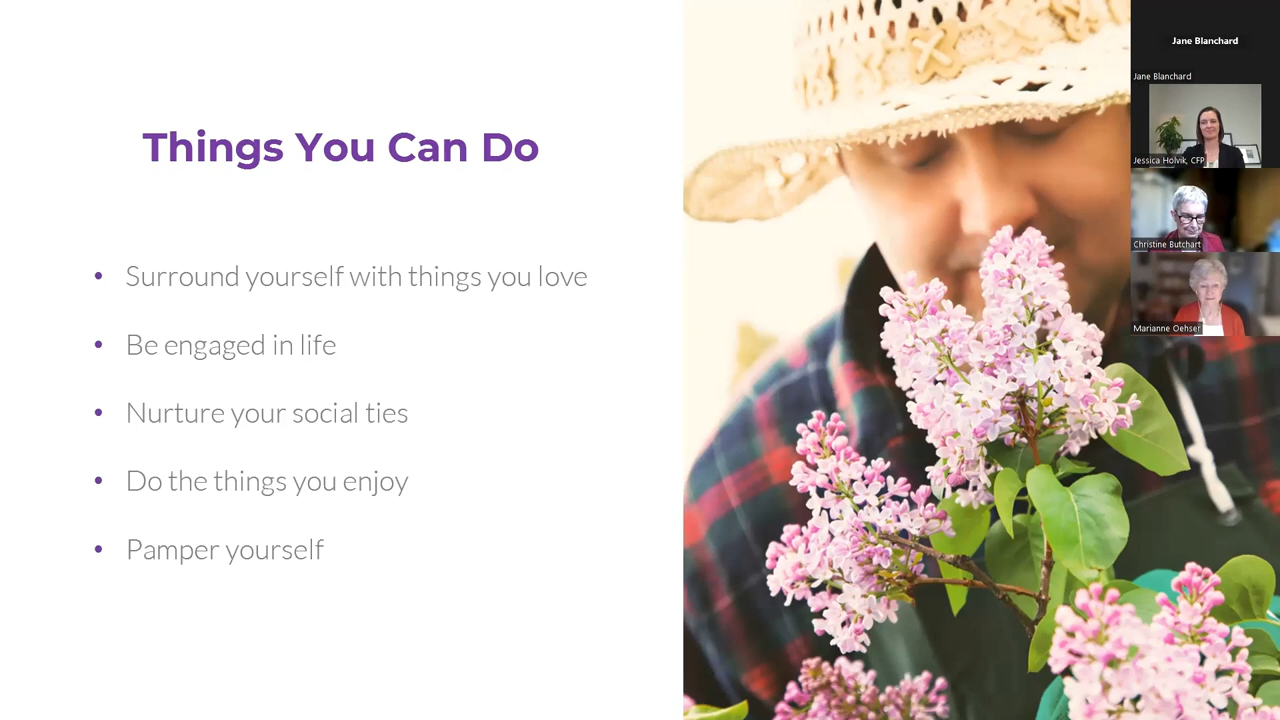 Things You Can Do
• Surround yourself with things you love
• Be engaged in life
• Nurture your social ties
• Do the things you enjoy
• Pamper yourself
Jane Blanchard
Jane Blanchard
Jessica Holvik, CFP
Christine Butchart
Marianne Oehser